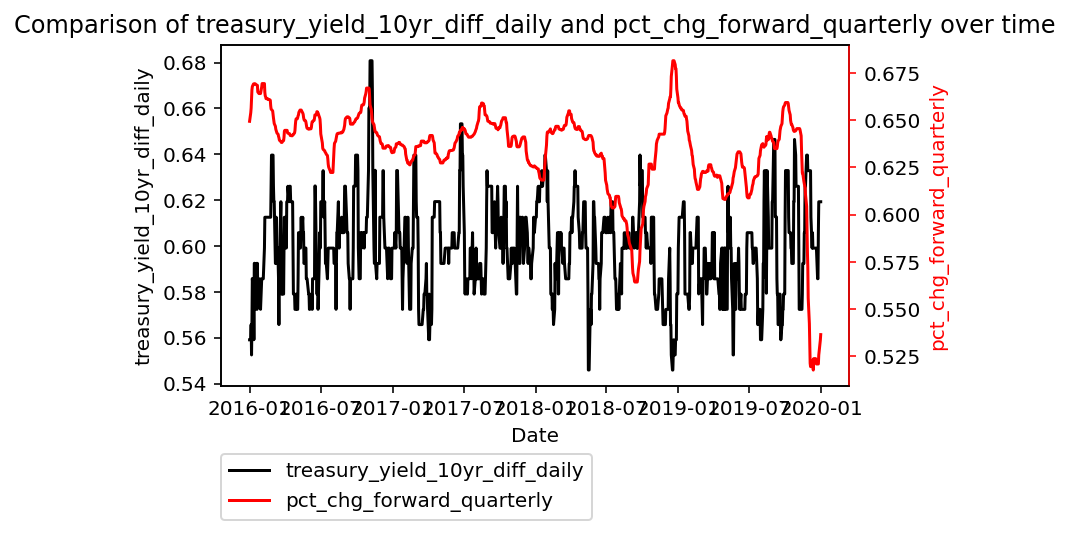 Comparison of treasury_yield_10yr_diff_daily and pct_chg_forward_quarterly over time
0.68
0.66
0.64
0.62
0.60
0.58
0.56
0.54
treasury_yield_10yr_diff_daily
0.675
0.650
0.625
0.600
0.575
0.550
0.525
pct_chg_forward_quarterly
2016-01 2016-07 2017-01 2017-07 2018-01 2018-07 2019-01 2019-07 2020-01
Date
treasury_yield_10yr_diff_daily
pct_chg_forward_quarterly